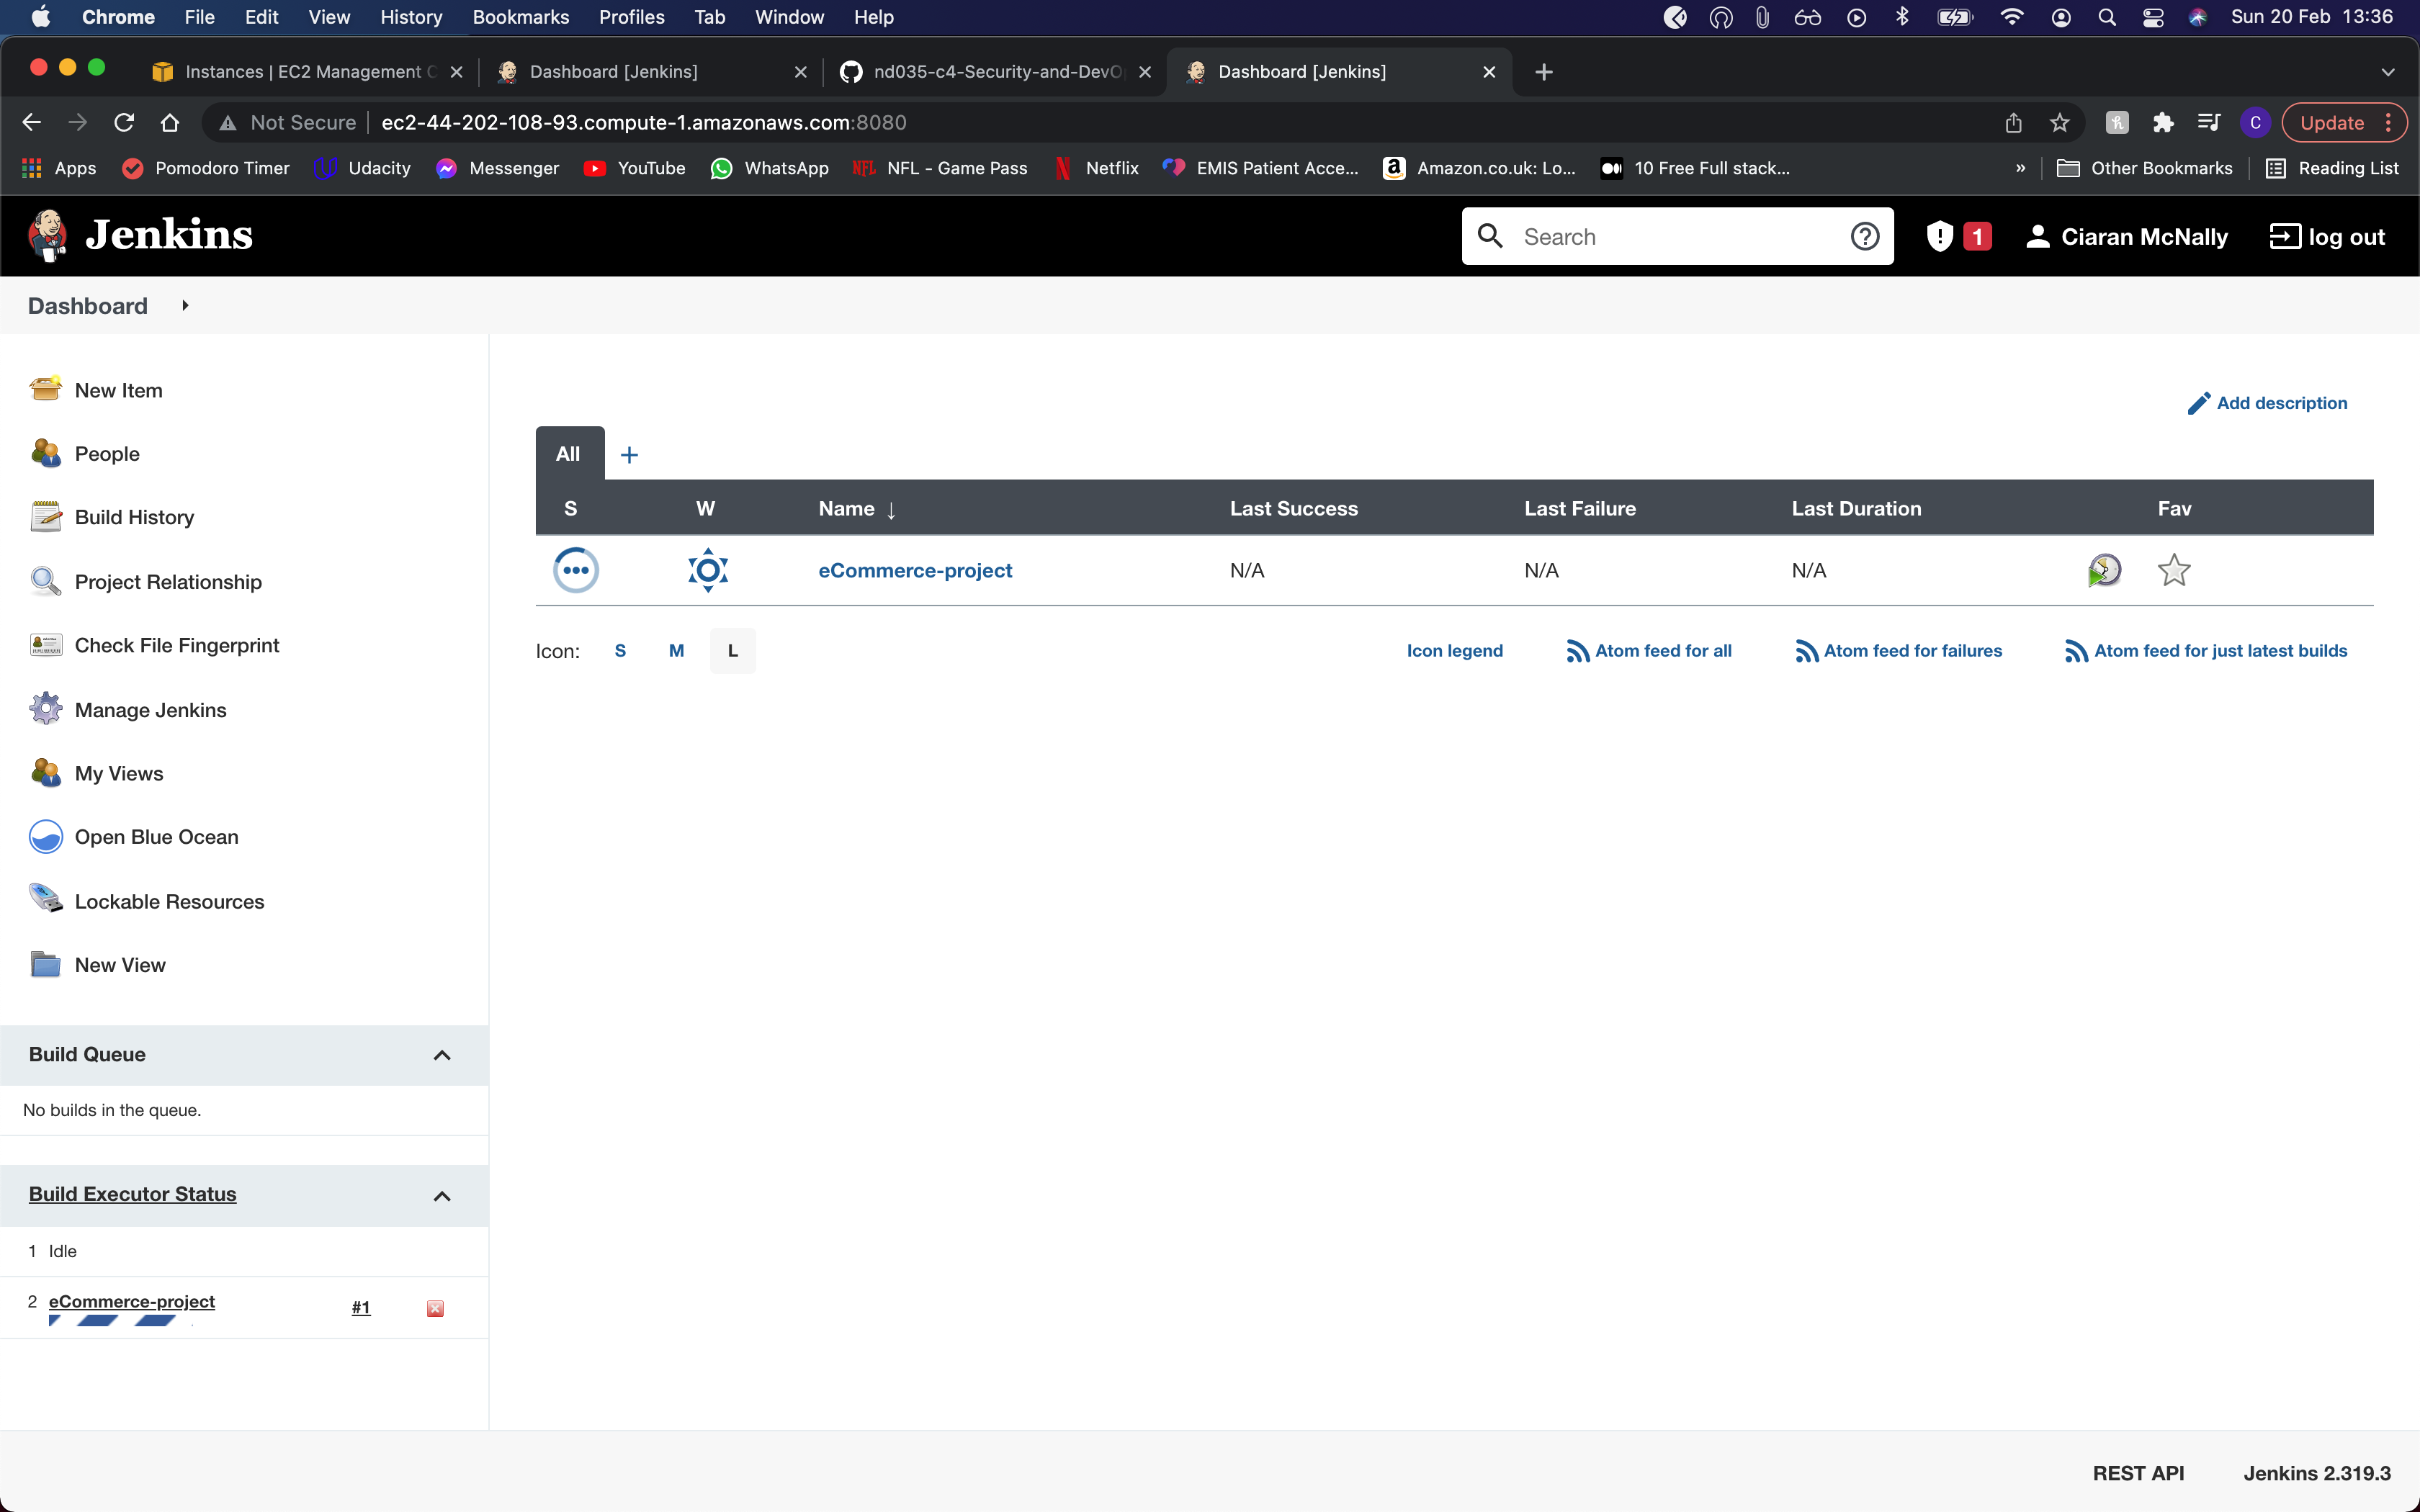 Chrome File Edit View History Bookmarks Profiles Tab Window Help Sun 20 Feb 13:36
Instances | EC2 Management C Dashboard [Jenkins] nd035-c4-Security-and-DevO Dashboard [Jenkins]
Not Secure ec2-44-202-108-93.compute-1.amazonaws.com:8080 C Update
Apps Pomodoro Timer Udacity Messenger YouTube WhatsApp NFL NFL - Game Pass Netflix EMIS Patient Acce... Amazon.co.uk: Lo... 10 Free Full stack... » Other Bookmarks Reading List
Jenkins Search 1 Ciaran McNally log out
Dashboard
New Item
People
Build History
Project Relationship
Check File Fingerprint
Manage Jenkins
My Views
Open Blue Ocean
Lockable Resources
New View
Build Queue
No builds in the queue.
Build Executor Status
1 Idle
2 eCommerce-project #1
Add description
All +
S W Name ↓ Last Success Last Failure Last Duration Fav
eCommerce-project N/A N/A N/A
Icon: S M L Icon legend Atom feed for all Atom feed for failures Atom feed for just latest builds
REST API Jenkins 2.319.3